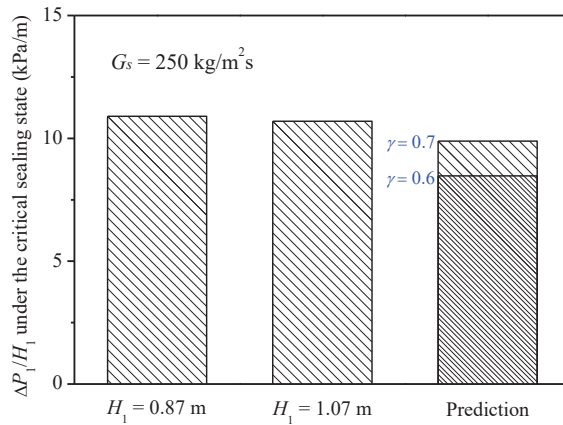 ΔP₁/H₁ under the critical sealing state (kPa/m)
15
10
5
0
Gs = 250 kg/m²s
γ = 0.7
γ = 0.6
H₁ = 0.87 m
H₁ = 1.07 m
Prediction